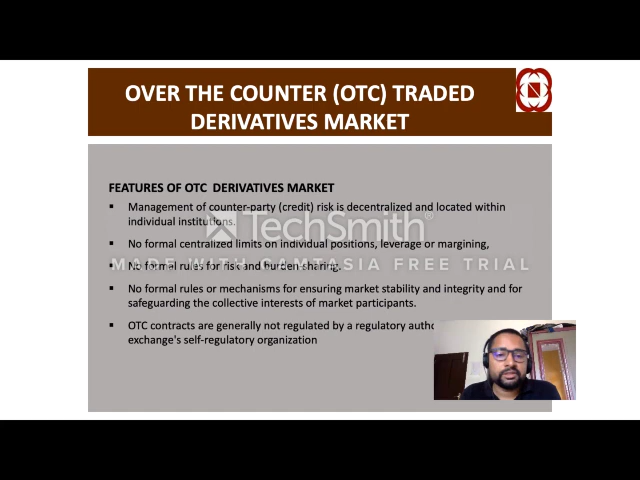 OVER THE COUNTER (OTC) TRADED
DERIVATIVES MARKET
FEATURES OF OTC DERIVATIVES MARKET
▪ Management of counter-party (credit) risk is decentralized and located within
individual institutions.
▪ No formal centralized limits on individual positions, leverage or margining,
▪ No formal rules for risk and burden-sharing.
▪ No formal rules or mechanisms for ensuring market stability and integrity and for
safeguarding the collective interests of market participants.
▪ OTC contracts are generally not regulated by a regulatory
exchange's self-regulatory organization
TechSmith®
MADE WITH CAMTASIA FREE TRIAL